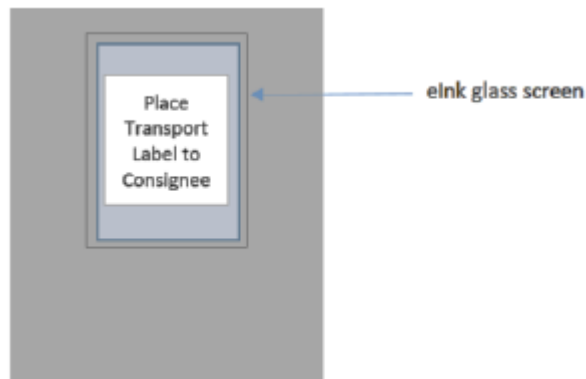 Place
Transport
Label to
Consignee
eInk glass screen